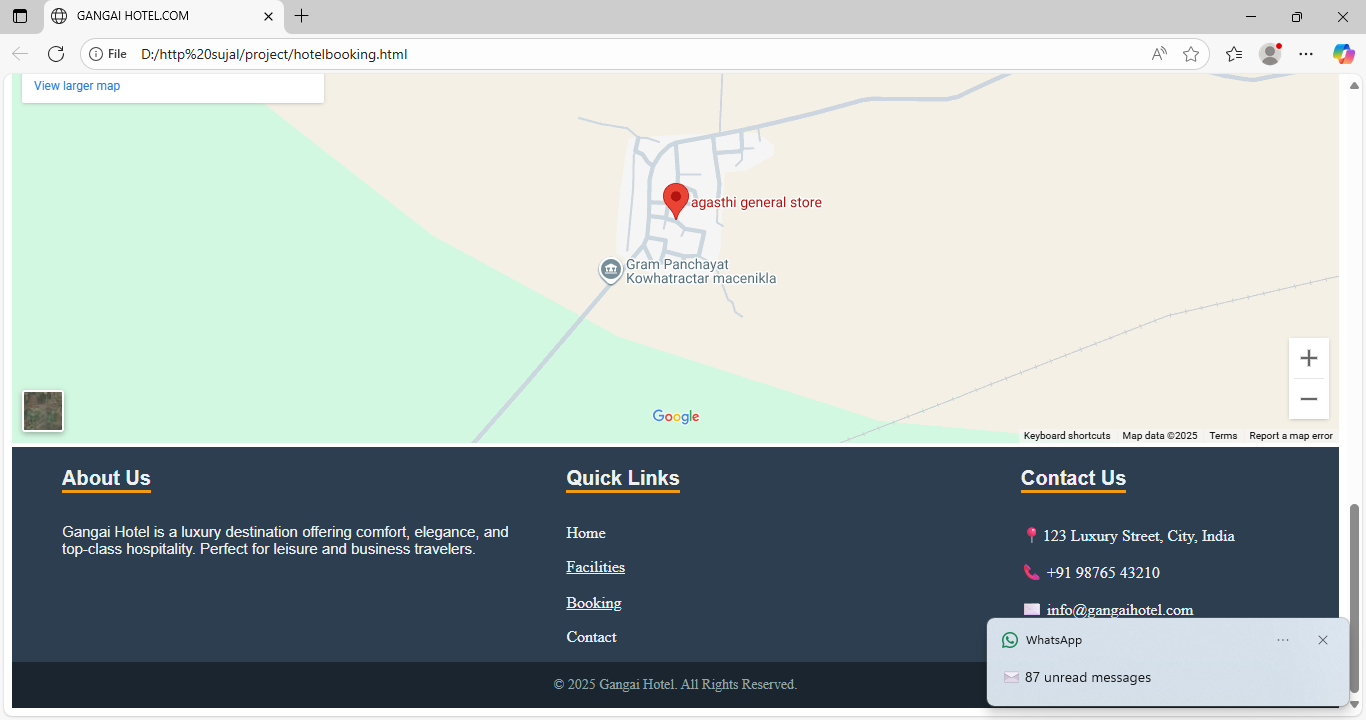 GANGAI HOTEL.COM
File
D:/http%20sujal/project/hotelbooking.html
View larger map
agasthi general store
Gram Panchayat
Kowhatractar macenikla
Google
Keyboard shortcuts
Map data ©2025
Terms
Report a map error
About Us
Gangai Hotel is a luxury destination offering comfort, elegance, and
top-class hospitality. Perfect for leisure and business travelers.
Quick Links
Home
Facilities
Booking
Contact
Contact Us
📍 123 Luxury Street, City, India
📞 +91 98765 43210
✉️ info@gangaihotel.com
© 2025 Gangai Hotel. All Rights Reserved.
WhatsApp
✉️ 87 unread messages